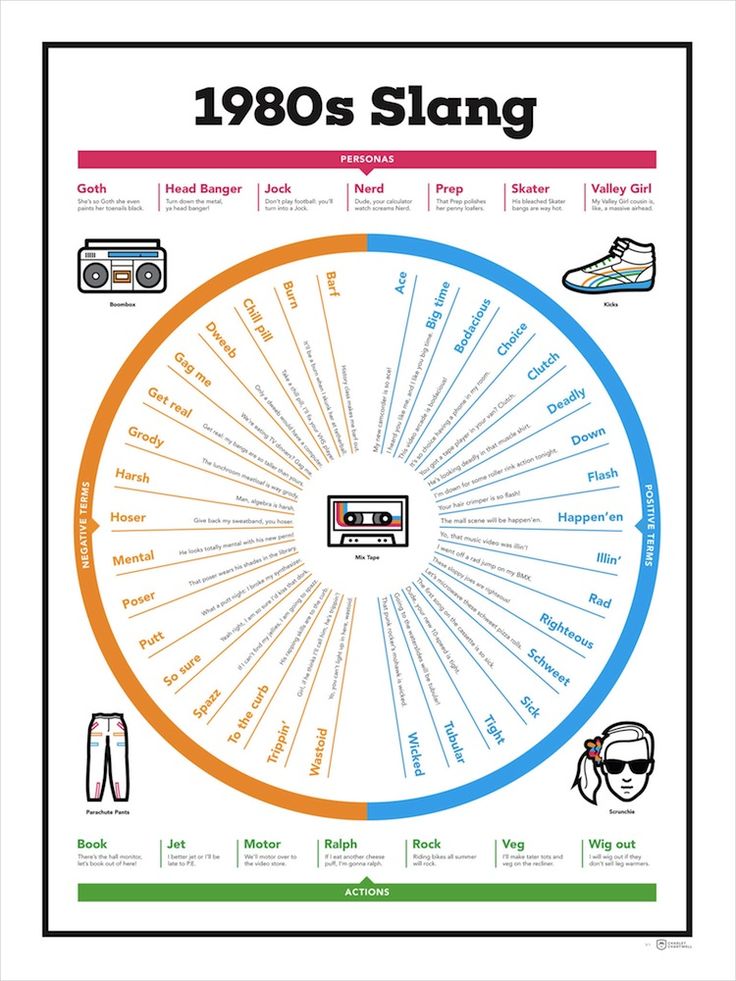 1980s Slang
PERSONAS
Goth
She's so Goth she even
paints her toenails black.
Head Banger
Turn down the metal,
ya head banger!
Jock
Don't play football. you'll
turn into a Jock.
Nerd
Dude, your calculator
watch screams Nerd.
Prep
That Prep polishes
her penny loafers.
Skater
His bleached Skater
bangs are way hot.
Valley Girl
My Valley Girl cousin is,
like, a massive airhead.
Boombox
Kicks
NEGATIVE TERMS
Barf
History class makes me barf out.
Burn
It'll be a burn when I skunk her at tetherball.
Chill pill
Take a chill pill, I'll fix your VHS player.
Dweeb
Only a dweeb would have a computer.
Gag me
We're eating TV dinners? Gag me.
Get real
Get real, my bangs are so taller than yours.
Grody
The lunchroom meatloaf is way grody.
Harsh
Man, algebra is harsh.
Hoser
Give back my sweatband, you hoser.
Mental
He looks totally mental with his new perm!
Poser
That poser wears his shades in the library.
Putt
What a putt night: I broke my synthesizer.
So sure
Yeah right, I am so sure I'd kiss that dork.
Spazz
If I can't find my jellies, I am going to spazz.
To the curb
His rapping skills are to the curb.
Trippin'
Girl, if he thinks I'll call him, he's trippin'!
Wastoid
Yo, you can't light up in here, wastoid.
POSITIVE TERMS
Ace
My new camcorder is so ace!
Big time
I heard you like me, and I like you big time.
Bodacious
This video arcade is bodacious!
Choice
It's so choice having a phone in my room.
Clutch
You got a tape player in your van? Clutch.
Deadly
He's looking deadly in that muscle shirt.
Down
I'm down for some roller rink action tonight.
Flash
Your hair crimper is so flash!
Happen'en
The mall scene will be happen'en.
Illin'
Yo, that music video was illin'!
Rad
I went off a rad jump on my BMX.
Righteous
These sloppy joes are righteous!
Schweet
Let's microwave these schweet pizza rolls.
Sick
The first song on the cassette is so sick.
Tight
Dude, your new 10-speed is tight.
Tubular
Going to the waterslides will be tubular!
Wicked
That punk rocker's mohawk is wicked.
Mix Tape
Parachute Pants
Scrunchie
Book
There's the hall monitor,
let's book out of here!
Jet
I better jet or I'll be
late to P.E.
Motor
We'll motor over to
the video store.
Ralph
If I eat another cheese
puff, I'm gonna ralph.
Rock
Riding bikes all summer
will rock.
Veg
I'll make tater tots and
veg on the recliner.
Wig out
I will wig out if they
don't sell leg warmers.
ACTIONS
CHARLEY
CHARTWELL